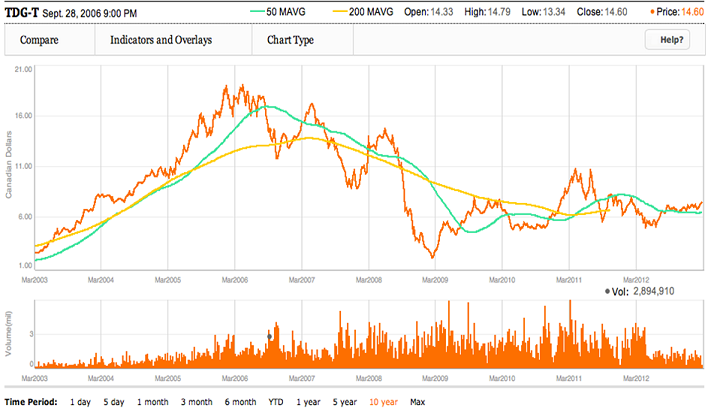 TDG-T Sept. 28, 2006 9:00 PM 50 MAVG 200 MAVG Open: 14.33 High: 14.79 Low: 13.34 Close: 14.60 Price: 14.60
Compare Indicators and Overlays Chart Type Help?
21.00
16.00
11.00
6.00
1.00
Canadian Dollars
Mar2003 Mar2004 Mar2005 Mar2006 Mar2007 Mar2008 Mar2009 Mar2010 Mar2011 Mar2012
Vol: 2,894,910
3
0
Volume(mil)
Mar2003 Mar2004 Mar2005 Mar2006 Mar2007 Mar2008 Mar2009 Mar2010 Mar2011 Mar2012
Time Period: 1 day 5 day 1 month 3 month 6 month YTD 1 year 5 year 10 year Max